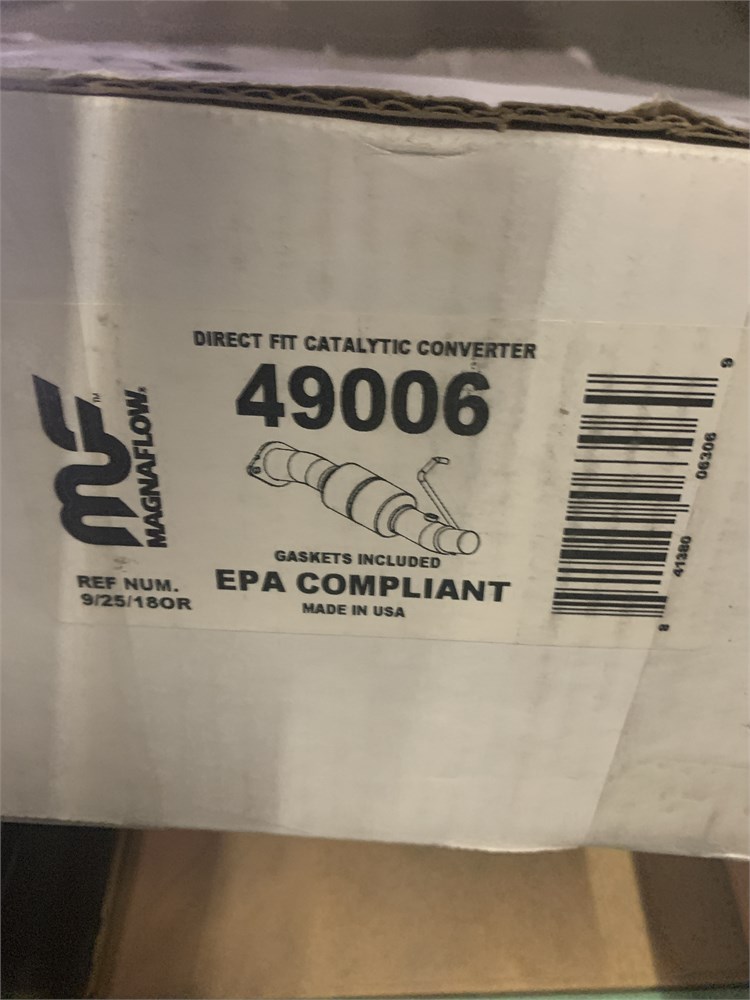 DIRECT FIT CATALYTIC CONVERTER
49006
MF™
MAGNAFLOW.
GASKETS INCLUDED
EPA COMPLIANT
MADE IN USA
REF NUM.
9/25/18OR
8 41380 06306 9